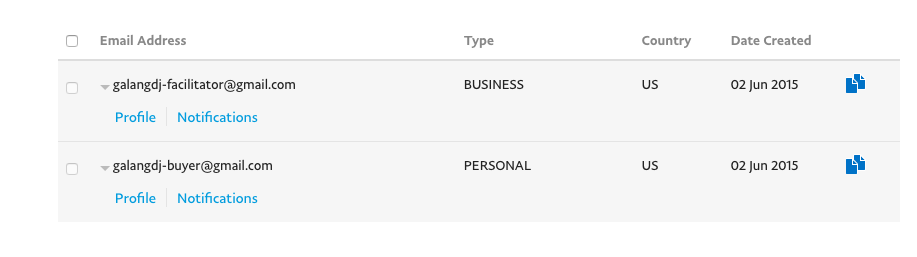 Email Address Type Country Date Created
galangdj-facilitator@gmail.com BUSINESS US 02 Jun 2015
Profile Notifications
galangdj-buyer@gmail.com PERSONAL US 02 Jun 2015
Profile Notifications